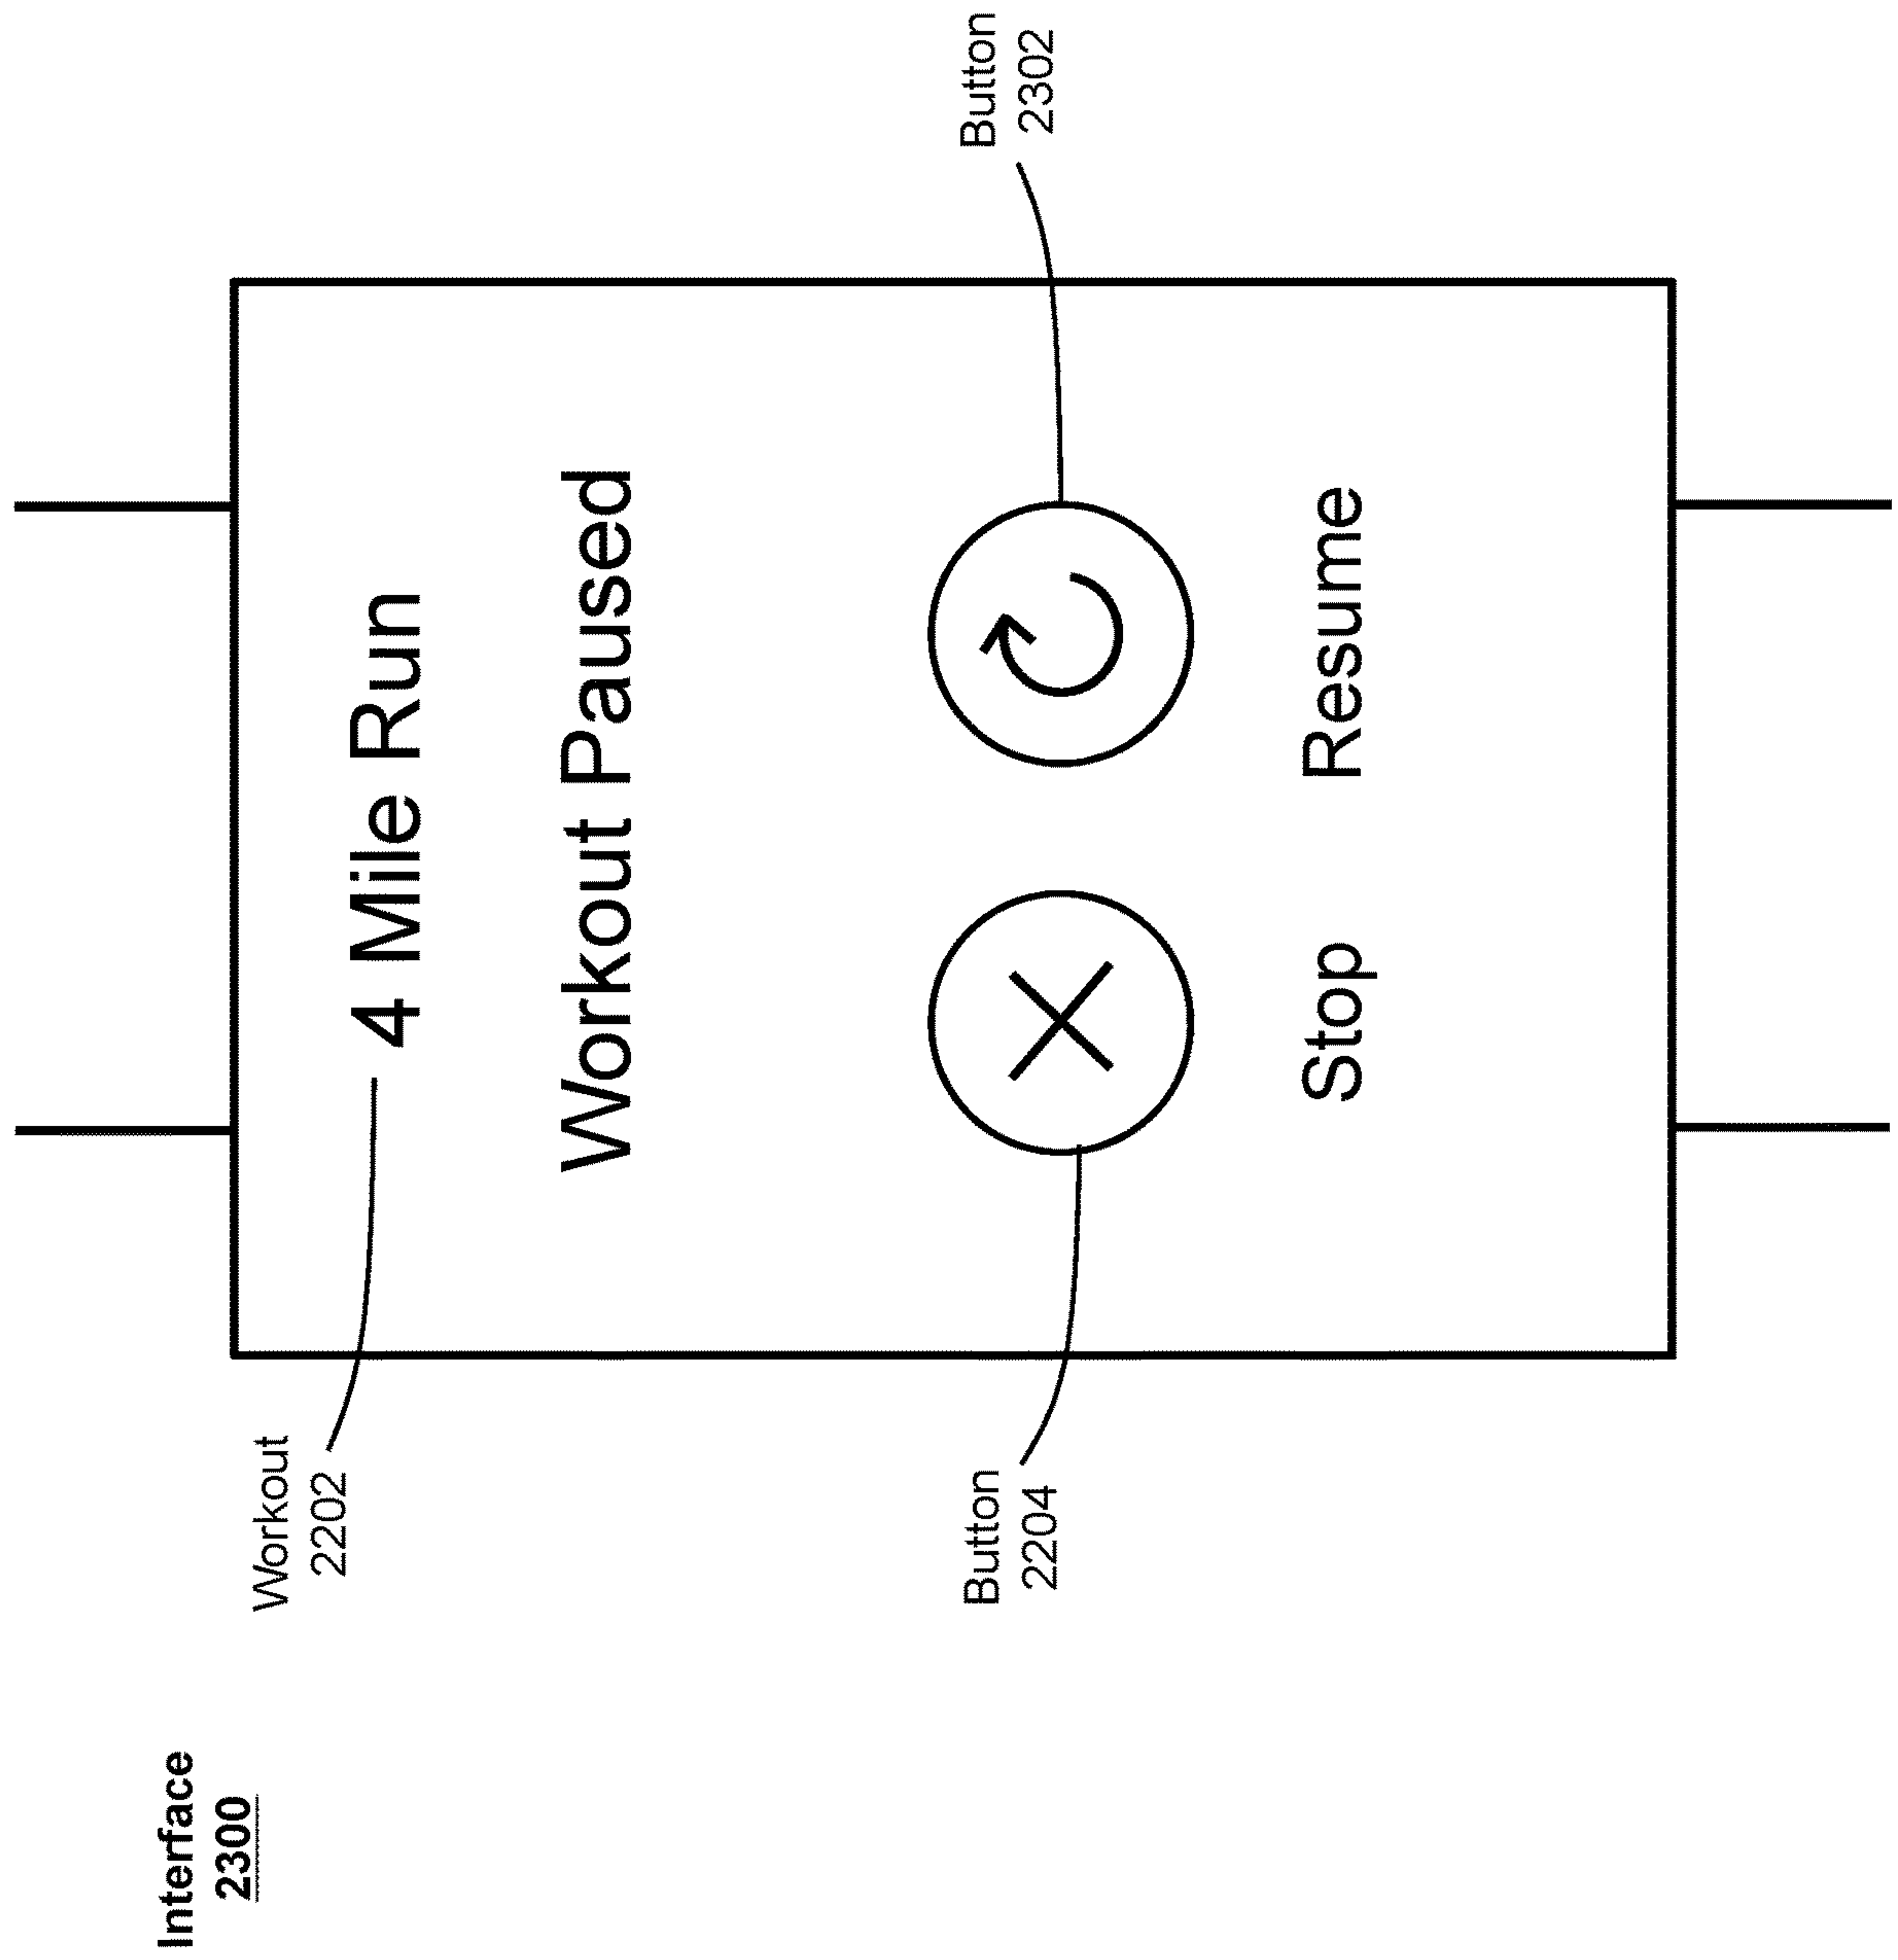 Interface
2300
Workout
2202
4 Mile Run
Workout Paused
Button
2204
Button
2302
Stop
Resume